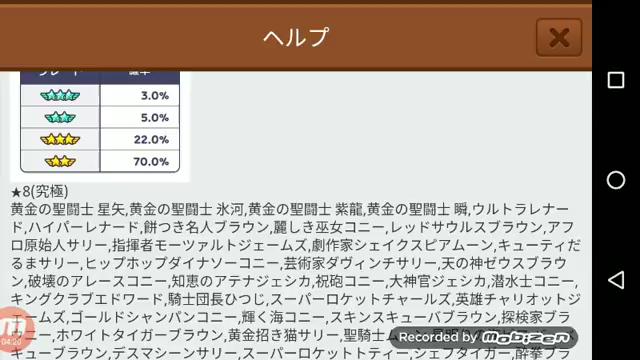 ヘルプ
3.0%
5.0%
22.0%
70.0%
★8(究極)
黄金の聖闘士 星矢,黄金の聖闘士 氷河,黄金の聖闘士 紫龍,黄金の聖闘士 瞬,ウルトラレナー
ド,ハイパーレナード,餅つき名人ブラウン,麗しき巫女コニー,レッドサウルスブラウン,アフ
ロ原始人サリー,指揮者モーツァルトジェームズ,劇作家シェイクスピアムーン,キューティだ
るまサリー,ヒップホップダイナソーコニー,芸術家ダヴィンチサリー,天の神ゼウスブラウ
ン,破壊のアレースコニー,知恵のアテナジェシカ,祝砲コニー,大神官ジェシカ,潜水士コニー,
キングクラブエドワード,騎士団長ひつじ,スーパーロケットチャールズ,英雄チャリオットジ
ェームズ,ゴールドシャンパンコニー,輝く海コニー,スキンスキューバブラウン,探検家ブラ
ウニー,ホワイトタイガーブラウン,黄金招き猫サリー,聖騎士
キューブラウン,デスマシーンサリー,スーパーロケットトティー,シェフタイガー,酔拳
04:20
Recorded by mobizen